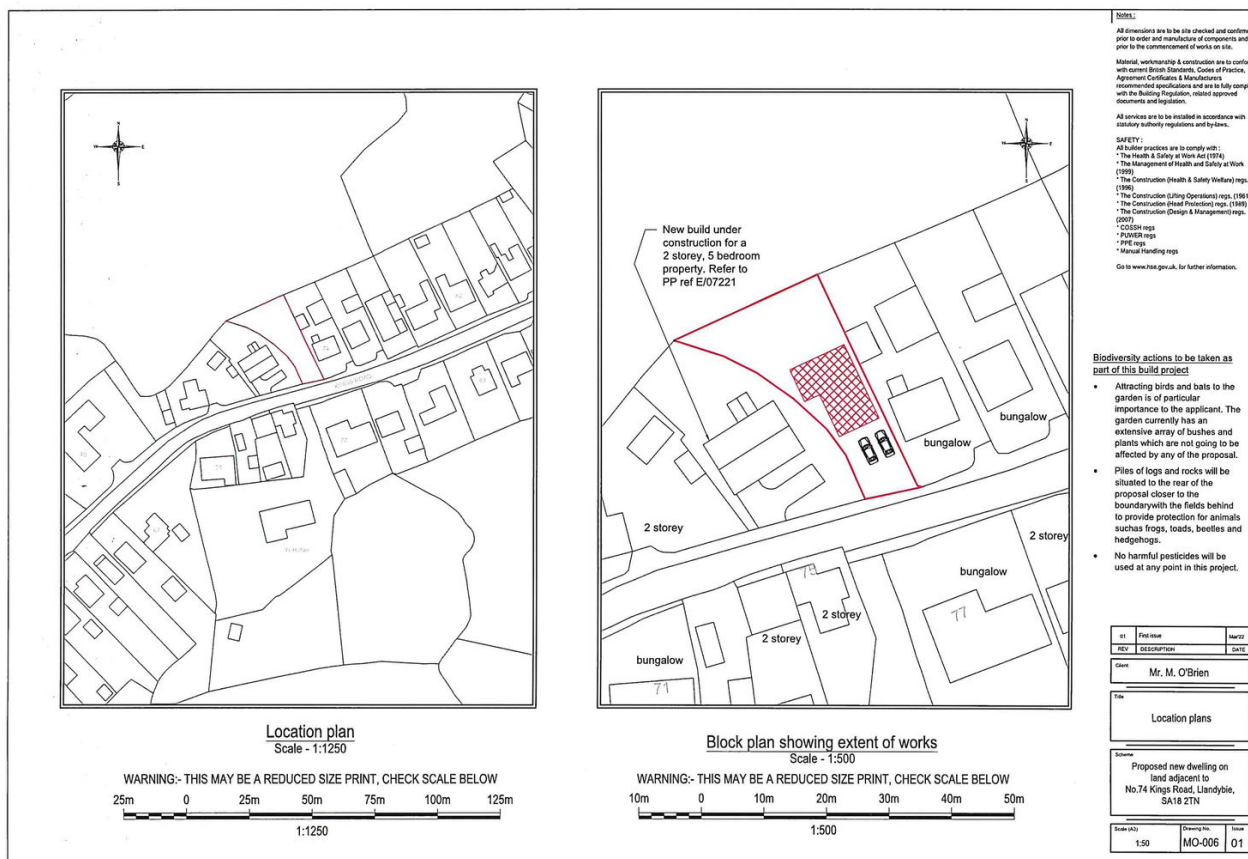 Notes :
All dimensions are to be site checked and confirme
prior to order and manufacture of components and
prior to the commencement of works on site.
Material, workmanship & construction are to confor
with current British Standards, Codes of Practice,
Agreement Certificates & Manufacturers
recommended specifications and are to fully compl
with the Building Regulation, related approved
documents and legislation.
All services are to be installed in accordance with
statutory authority regulations and by-laws.
SAFETY :
All builder practices are to comply with :
* The Health & Safety at Work Act (1974)
* The Management of Health and Safety at Work
(1999)
* The Construction (Health & Safety Welfare) regs.
(1996)
* The Construction (Lifting Operations) regs. (1961
* The Construction (Head Protection) regs. (1989)
* The Construction (Design & Management) regs.
(2007)
* COSSH regs
* PUWER regs
* PPE regs
* Manual Handling regs
Go to www.hse.gov.uk. for further information.
N
W E
S
KINGS ROAD
71
72
Location plan
Scale - 1:1250
WARNING:- THIS MAY BE A REDUCED SIZE PRINT, CHECK SCALE BELOW
25m 0 25m 50m 75m 100m 125m
1:1250
N
W E
S
New build under
construction for a
2 storey, 5 bedroom
property. Refer to
PP ref E/07221
bungalow
bungalow
2 storey
2 storey
bungalow
75
2 storey
77
2 storey
bungalow
71
Block plan showing extent of works
Scale - 1:500
WARNING:- THIS MAY BE A REDUCED SIZE PRINT, CHECK SCALE BELOW
10m 0 10m 20m 30m 40m 50m
1:500
Biodiversity actions to be taken as
part of this build project
• Attracting birds and bats to the
garden is of particular
importance to the applicant. The
garden currently has an
extensive array of bushes and
plants which are not going to be
affected by any of the proposal.
• Piles of logs and rocks will be
situated to the rear of the
proposal closer to the
boundarywith the fields behind
to provide protection for animals
suchas frogs, toads, beetles and
hedgehogs.
• No harmful pesticides will be
used at any point in this project.
01 First issue Mar'22
REV DESCRIPTION DATE
Client
Mr. M. O'Brien
Title
Location plans
Scheme
Proposed new dwelling on
land adjacent to
No.74 Kings Road, Llandybie,
SA18 2TN
Scale (A3) Drawing No. Issue
1:50 MO-006 01